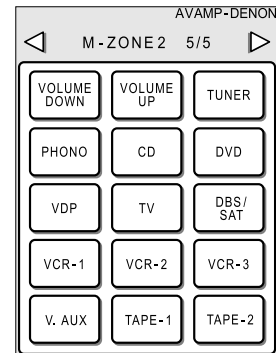 AVAMP-DENON
M-ZONE2 5/5
VOLUME DOWN
VOLUME UP
TUNER
PHONO
CD
DVD
VDP
TV
DBS/ SAT
VCR-1
VCR-2
VCR-3
V. AUX
TAPE-1
TAPE-2